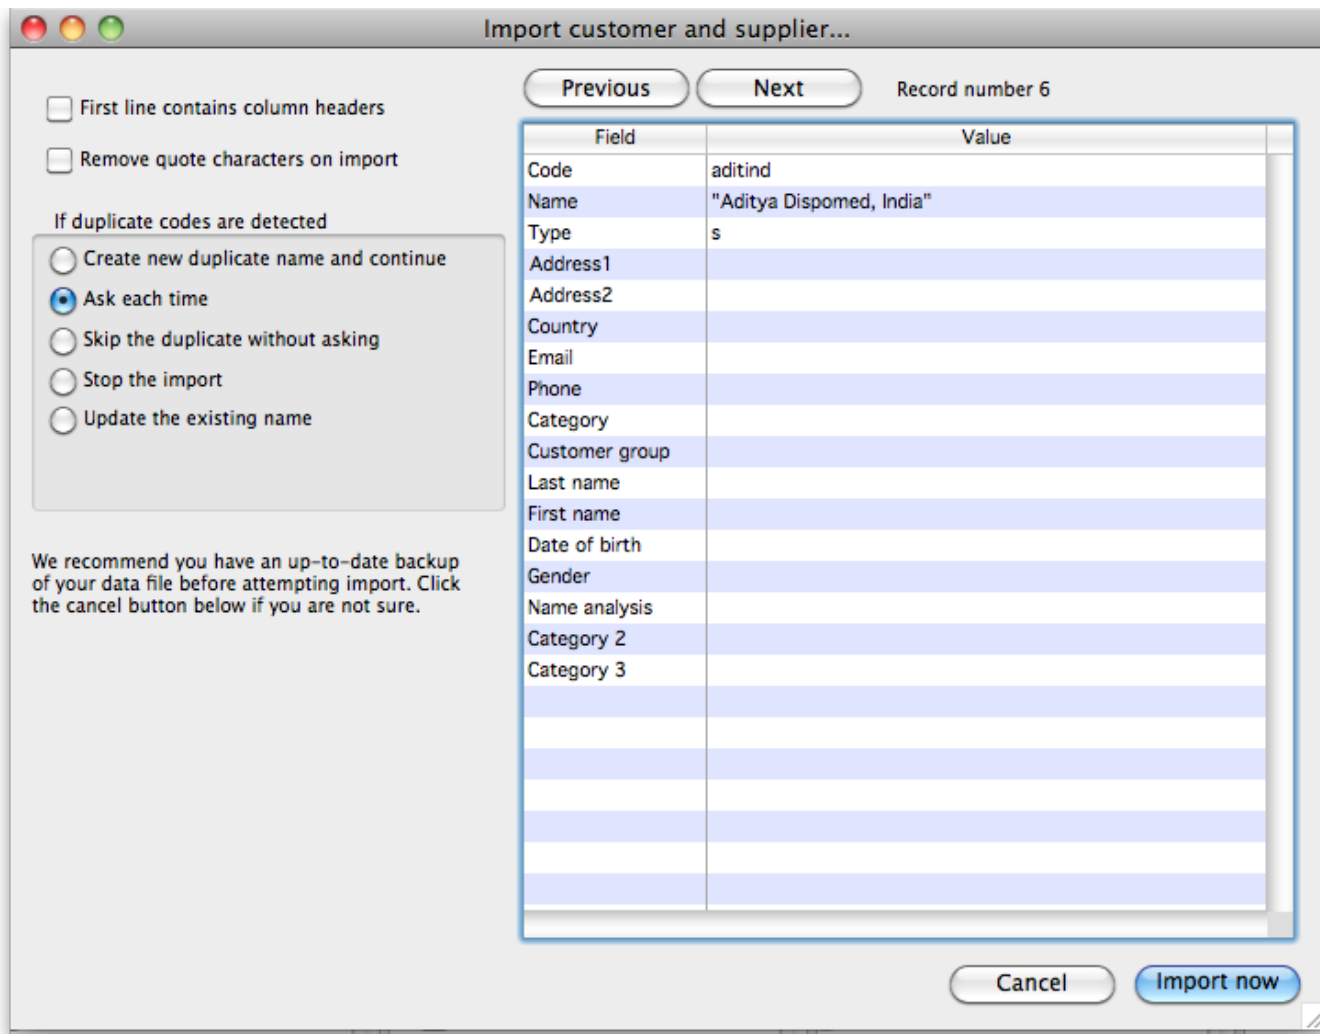 Import customer and supplier...
First line contains column headers
Remove quote characters on import
If duplicate codes are detected
Create new duplicate name and continue
Ask each time
Skip the duplicate without asking
Stop the import
Update the existing name
We recommend you have an up-to-date backup
of your data file before attempting import. Click
the cancel button below if you are not sure.
Previous Next Record number 6
Field Value
Code aditind
Name "Aditya Dispomed, India"
Type s
Address1
Address2
Country
Email
Phone
Category
Customer group
Last name
First name
Date of birth
Gender
Name analysis
Category 2
Category 3
Cancel Import now